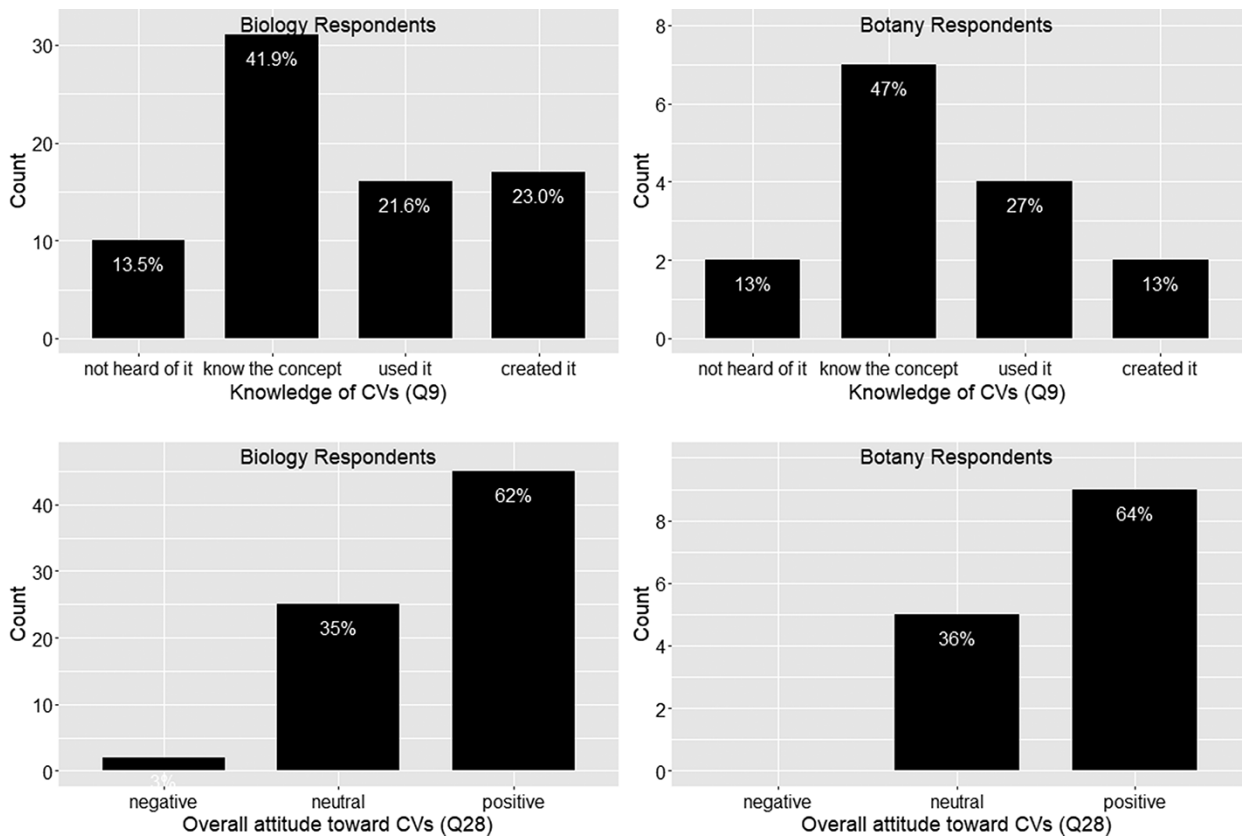 Biology Respondents
Count
30
20
10
0
41.9%
23.0%
21.6%
13.5%
not heard of it know the concept used it created it
Knowledge of CVs (Q9)
Botany Respondents
Count
8
6
4
2
0
47%
27%
13%
13%
not heard of it know the concept used it created it
Knowledge of CVs (Q9)
Biology Respondents
Count
40
30
20
10
0
62%
35%
3%
negative neutral positive
Overall attitude toward CVs (Q28)
Botany Respondents
Count
8
6
4
2
0
64%
36%
negative neutral positive
Overall attitude toward CVs (Q28)